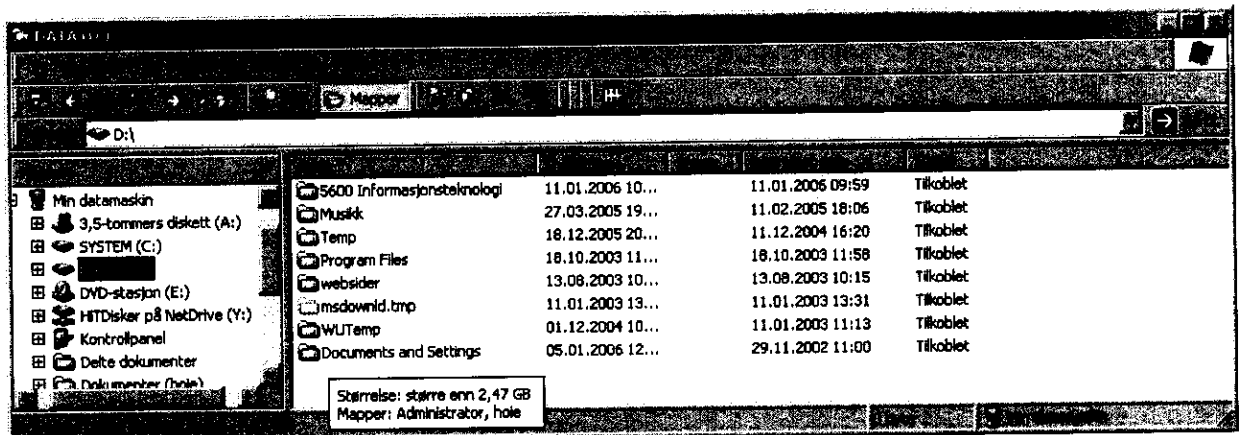 DATA (D:)
Mapper
D:\
Min datamaskin
3,5-tommers diskett (A:)
SYSTEM (C:)
DVD-stasjon (E:)
HiTDisker på NetDrive (Y:)
Kontrollpanel
Delte dokumenter
Dokumenter (hole)
5600 Informasjonsteknologi 11.01.2006 10... 11.01.2006 09:59 Tilkoblet
Musikk 27.03.2005 19... 11.02.2005 18:06 Tilkoblet
Temp 18.12.2005 20... 11.12.2004 16:20 Tilkoblet
Program Files 18.10.2003 11... 18.10.2003 11:58 Tilkoblet
websider 13.08.2003 10... 13.08.2003 10:15 Tilkoblet
msdownld.tmp 11.01.2003 13... 11.01.2003 13:31 Tilkoblet
WUTemp 01.12.2004 10... 11.01.2003 11:13 Tilkoblet
Documents and Settings 05.01.2006 12... 29.11.2002 11:00 Tilkoblet
Størrelse: større enn 2,47 GB
Mapper: Administrator, hole